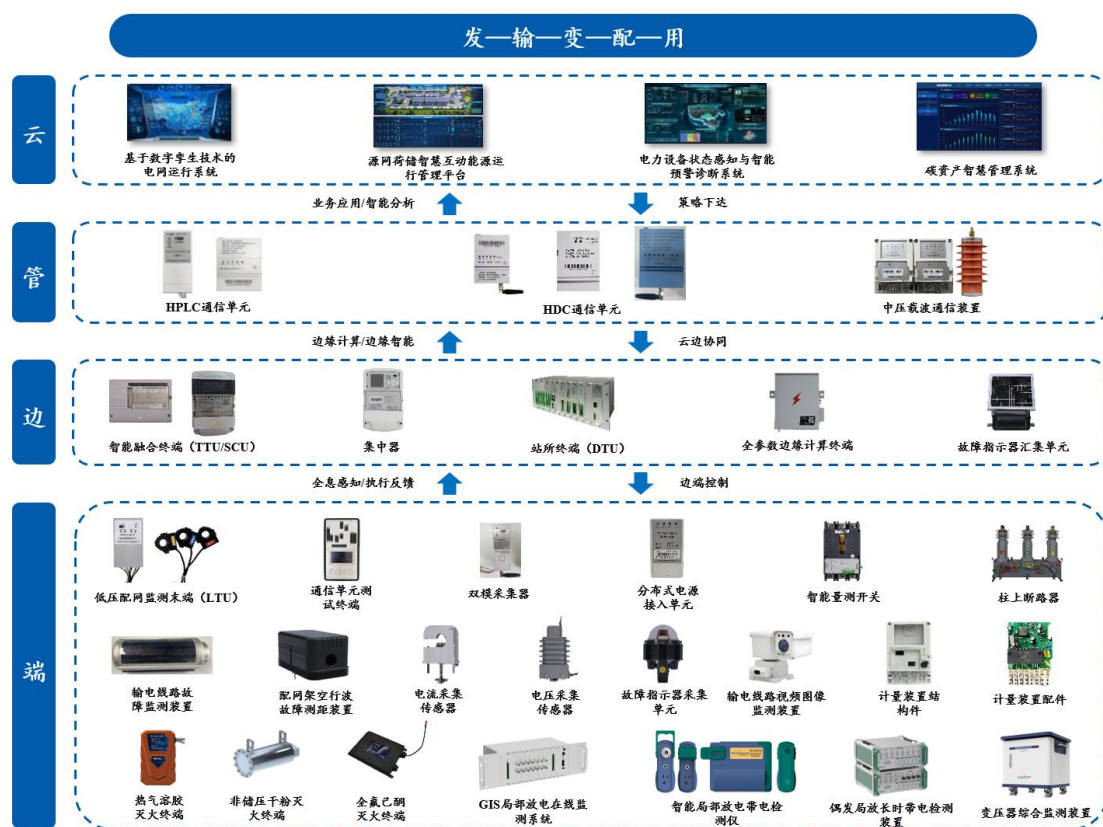 发—输—变—配—用
云
基于数字孪生技术的
电网运行系统
源网荷储智慧互动能源运
行管理平台
电力设备状态感知与智能
预警诊断系统
碳资产智慧管理系统
业务应用/智能分析
策略下达
管
HPLC通信单元
HDC通信单元
中压载波通信装置
边缘计算/边缘智能
云边协同
边
智能融合终端（TTU/SCU）
集中器
站所终端（DTU）
全参数边缘计算终端
故障指示器汇集单元
全息感知/执行反馈
边端控制
端
低压配网监测末端（LTU）
通信单元测
试终端
双模采集器
分布式电源
接入单元
智能量测开关
柱上断路器
输电线路故
障监测装置
配网架空行波
故障测距装置
电流采集
传感器
电压采集
传感器
故障指示器采集
单元
输电线路视频图像
监测装置
计量装置结
构件
计量装置配件
热气溶胶
灭火终端
非储压干粉灭
火终端
全氟己酮
灭火终端
GIS局部放电在线监
测系统
智能局部放电带电检
测仪
偶发局放长时带电检测
装置
变压器综合监测装置